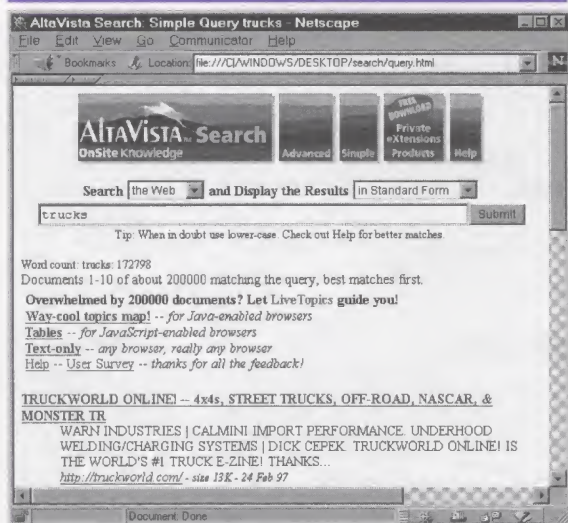 AltaVista Search: Simple Query trucks - Netscape
File Edit View Go Communicator Help
Bookmarks Location: file:///C|/WINDOWS/DESKTOP/search/query.html
N
ALTAVISTA Search
OnSite Knowledge
Advanced
Simple
FREE DOWNLOAD
Private eXtensions Products
Help
Search the Web and Display the Results in Standard Form
trucks Submit
Tip: When in doubt use lower-case. Check out Help for better matches.
Word count: trucks: 172798
Documents 1-10 of about 200000 matching the query, best matches first.
Overwhelmed by 200000 documents? Let LiveTopics guide you!
Way-cool topics map! -- for Java-enabled browsers
Tables -- for JavaScript-enabled browsers
Text-only -- any browser, really any browser
Help -- User Survey -- thanks for all the feedback!
TRUCKWORLD ONLINE! -- 4x4s, STREET TRUCKS, OFF-ROAD, NASCAR, &
MONSTER TR
WARN INDUSTRIES | CALMINI IMPORT PERFORMANCE. UNDERHOOD
WELDING/CHARGING SYSTEMS | DICK CEPEK. TRUCKWORLD ONLINE! IS
THE WORLD'S #1 TRUCK E-ZINE! THANKS...
http://truckworld.com/ - size 13K - 24 Feb 97
Document: Done